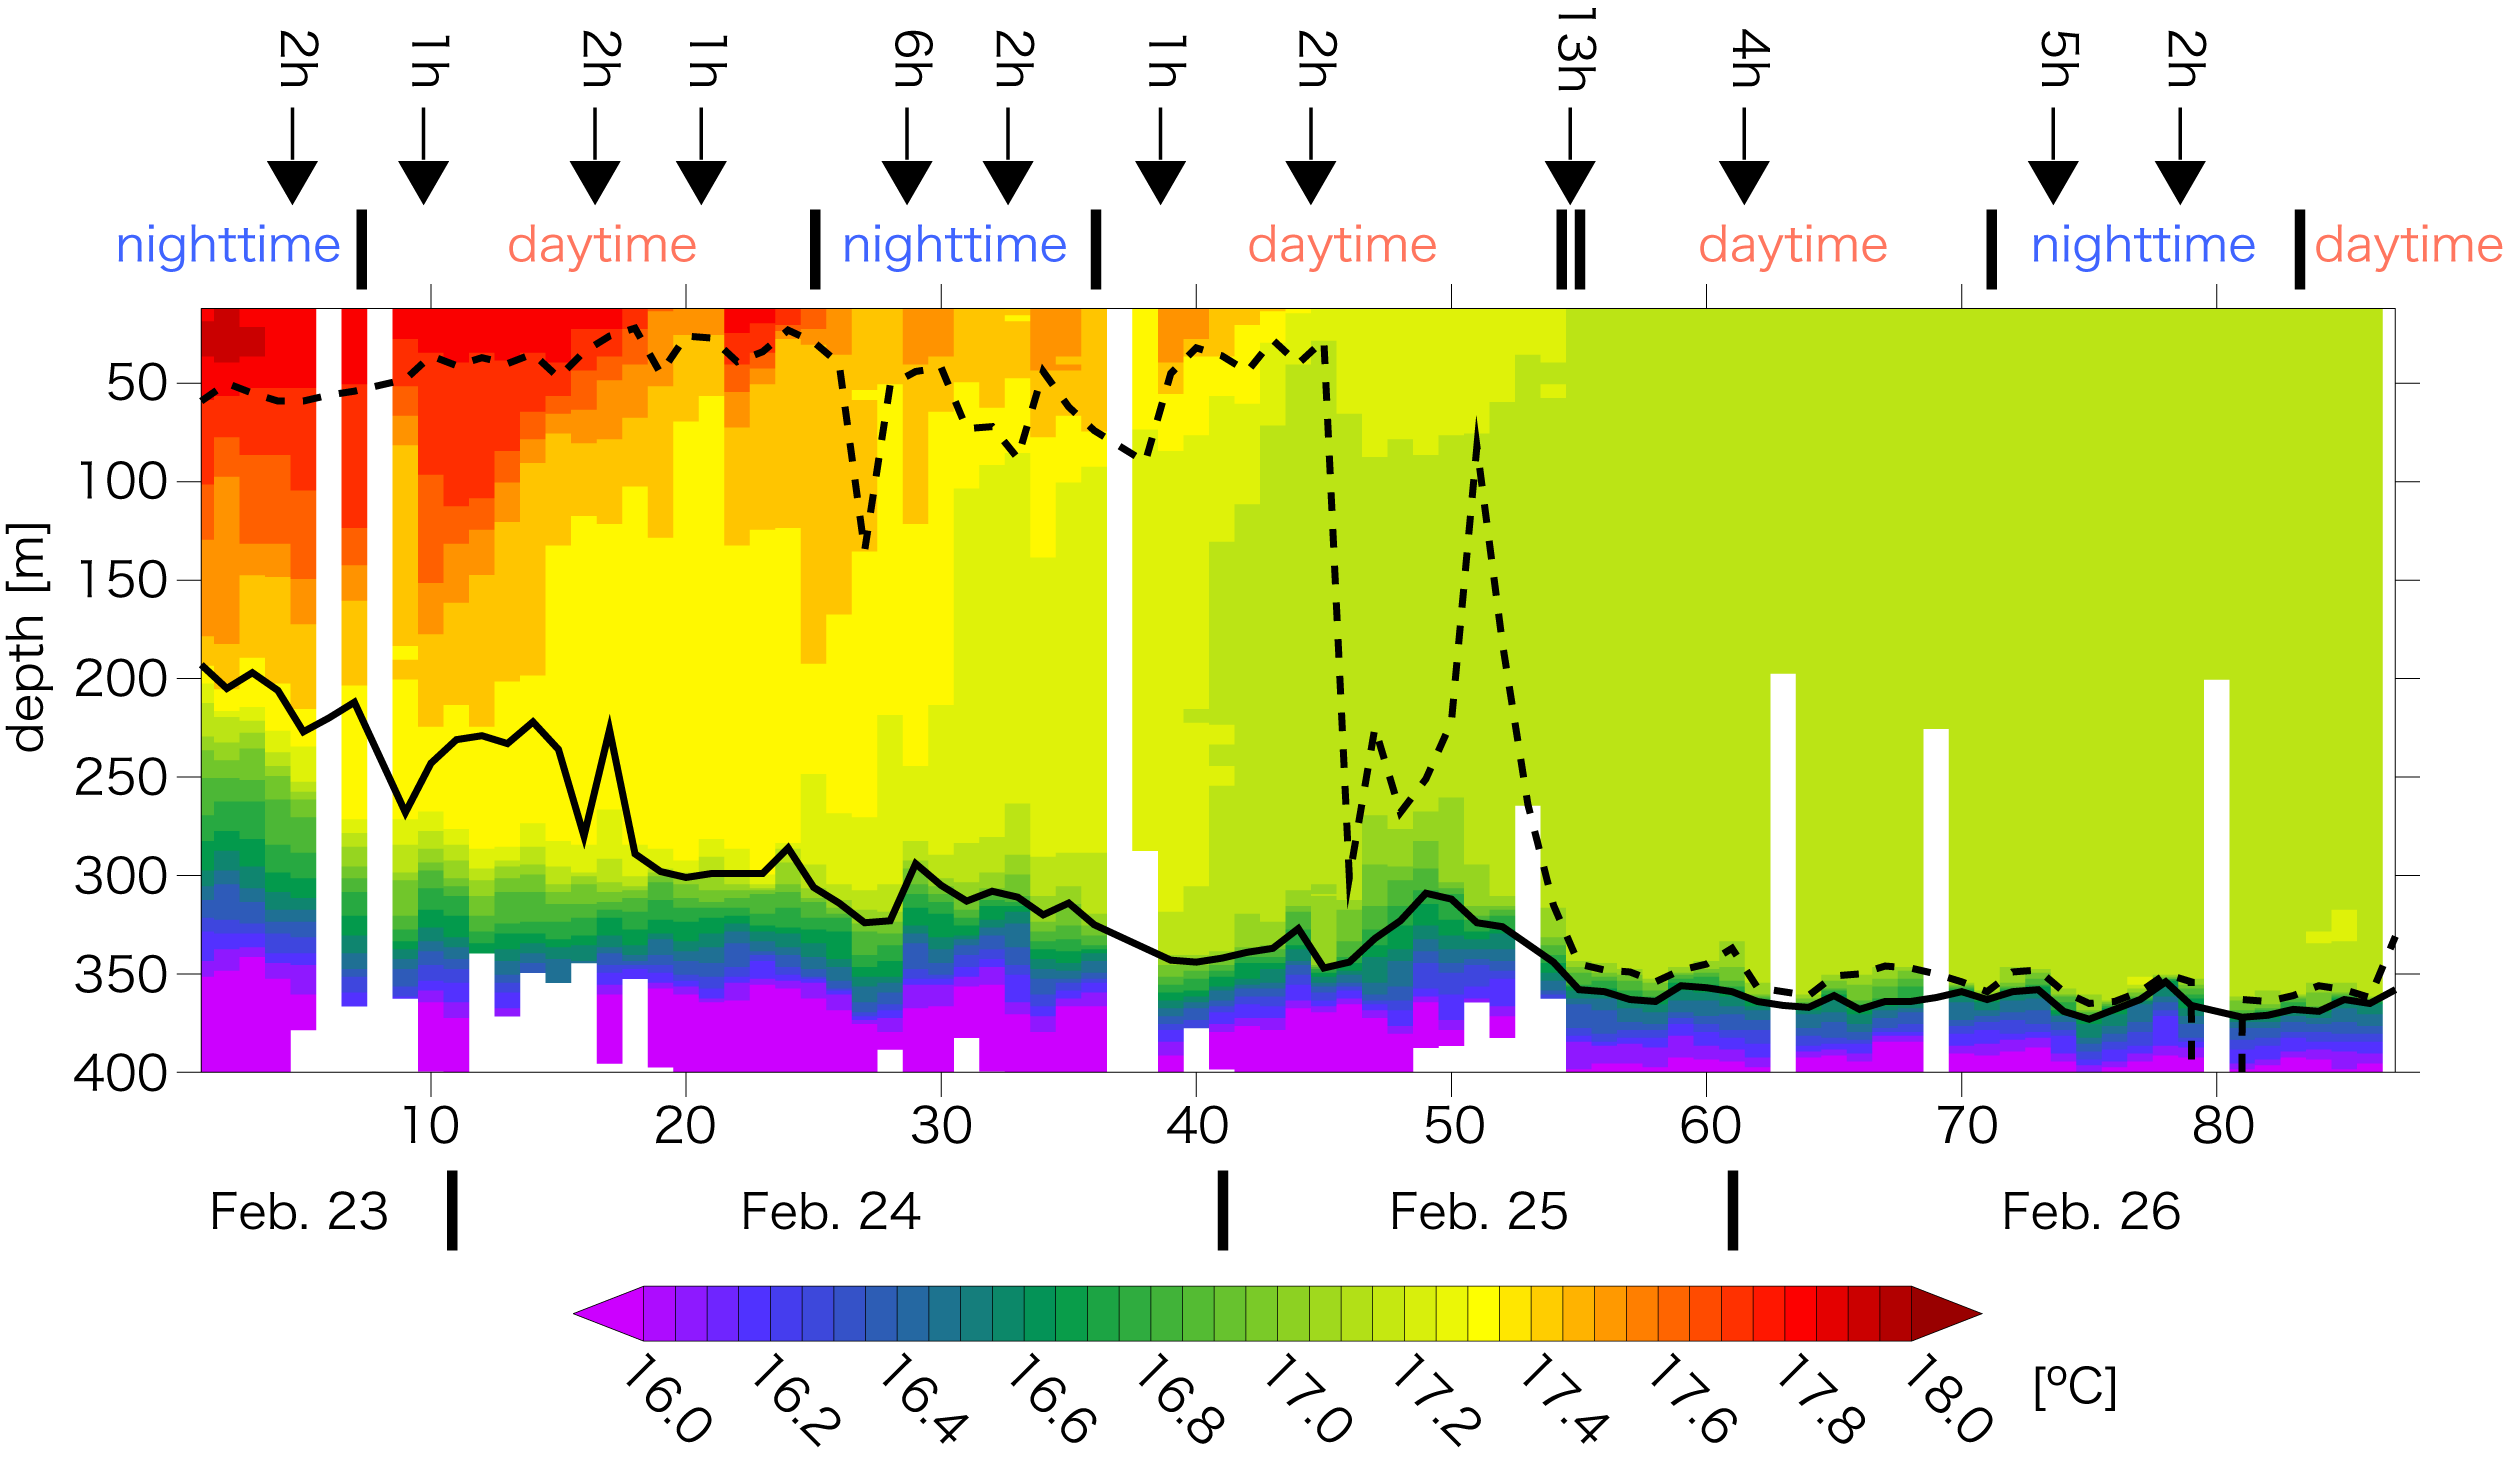 2h 1h 2h 1h 6h 2h 1h 2h 13h 4h 5h 2h
nighttime daytime nighttime daytime daytime nighttime daytime
depth [m]
50
100
150
200
250
300
350
400
10 20 30 40 50 60 70 80
Feb. 23 Feb. 24 Feb. 25 Feb. 26
16.0 16.2 16.4 16.6 16.8 17.0 17.2 17.4 17.6 17.8 18.0 [ºC]